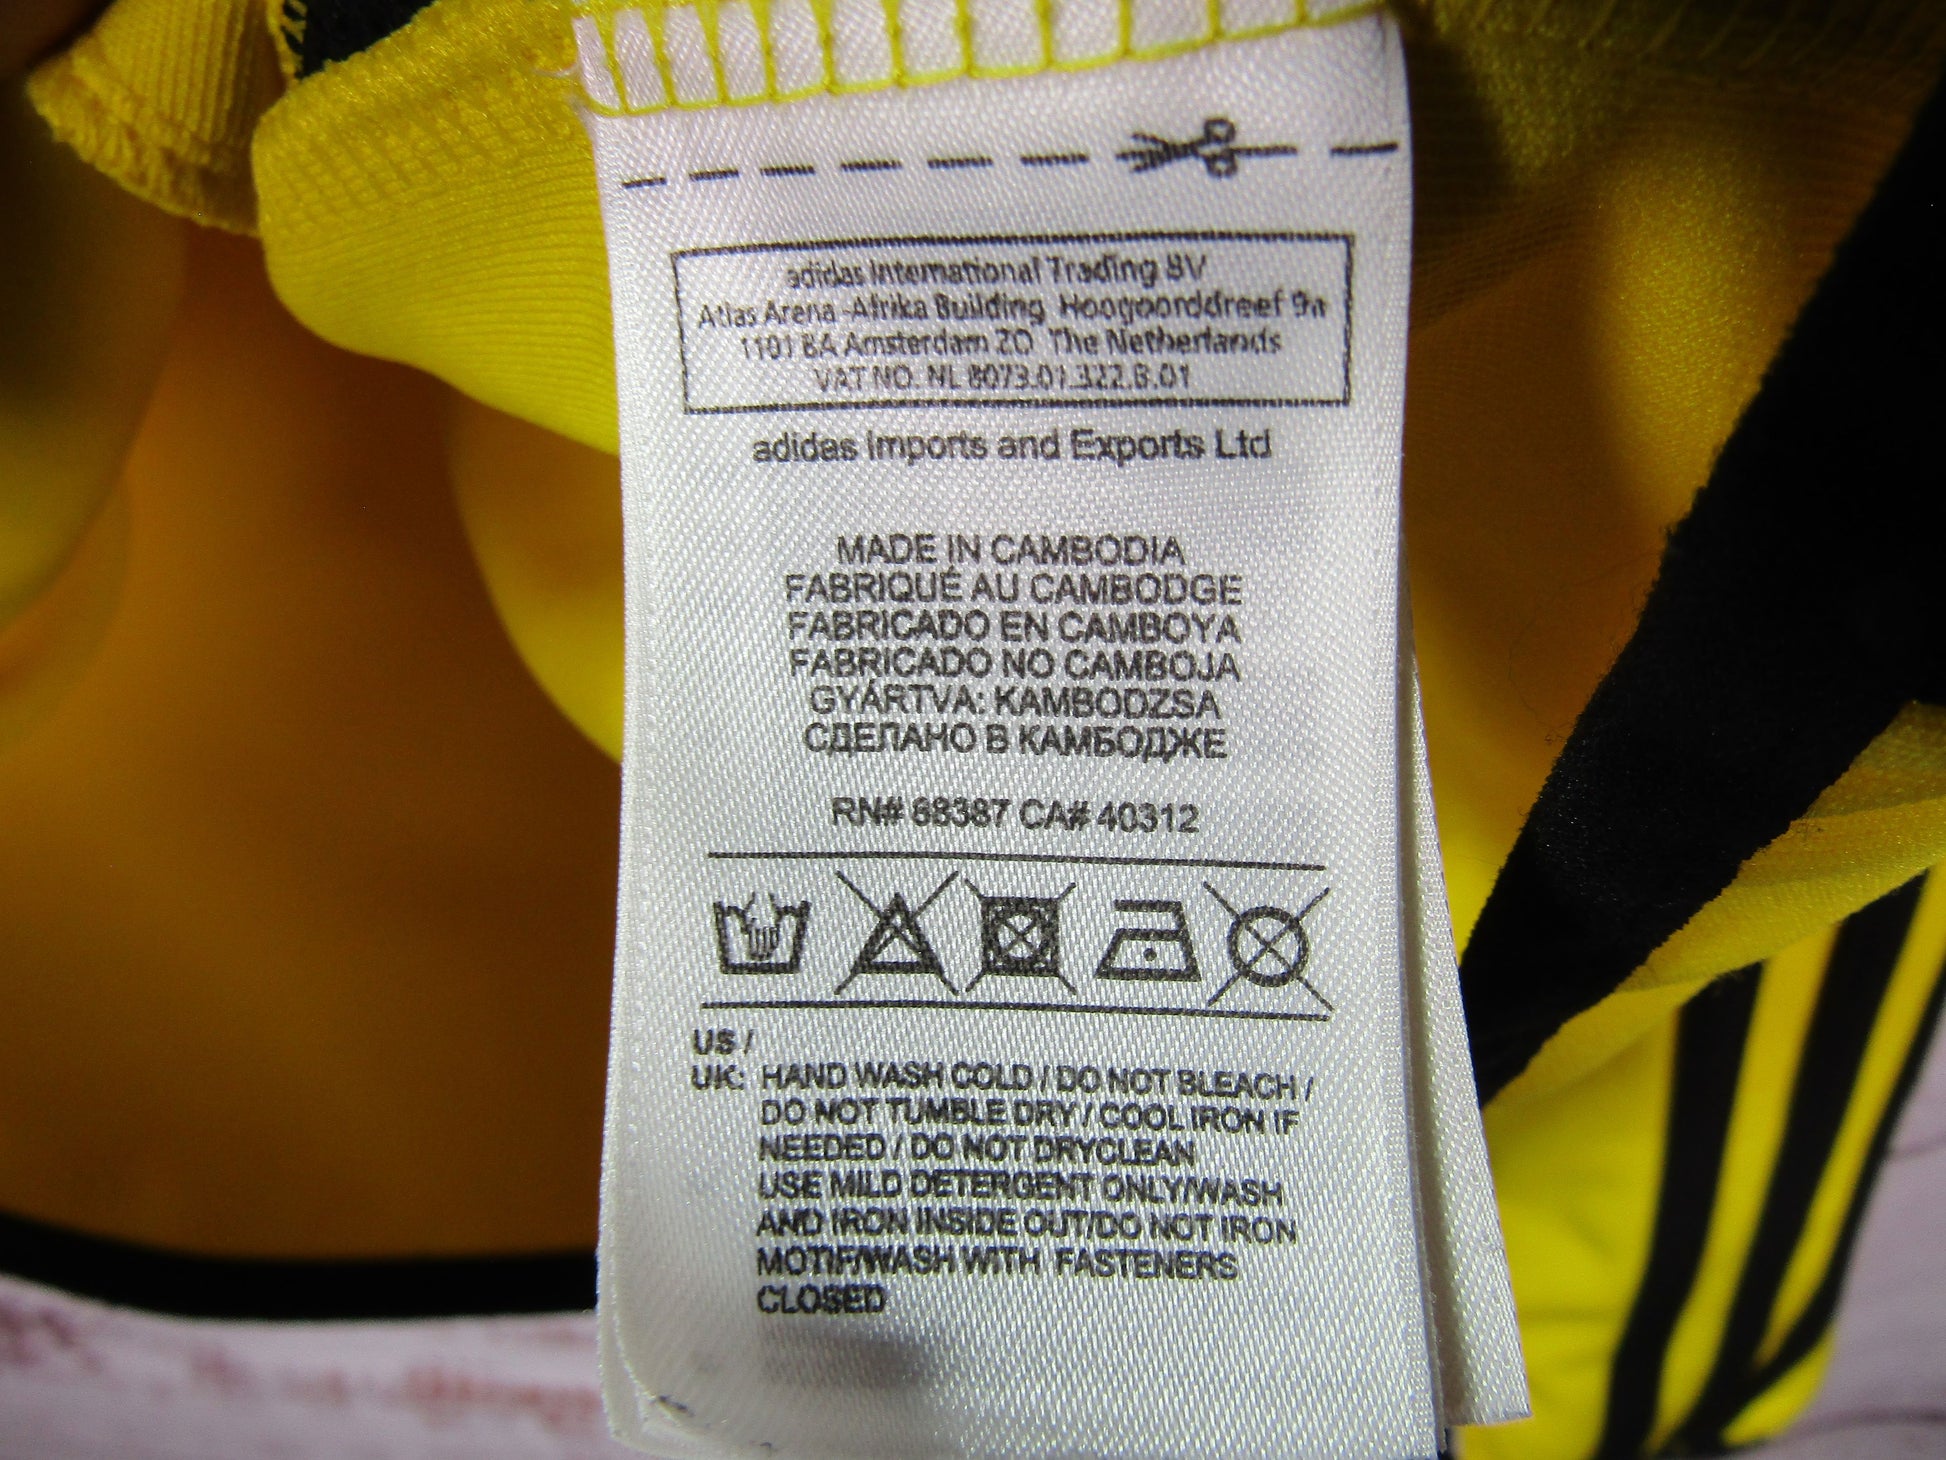 adidas International Trading BV
Atlas Arena -Afrika Building Hoogoorddreef 9a
1101 BA Amsterdam ZO The Netherlands
VAT NO. NL 8073.01.322.B.01
adidas Imports and Exports Ltd
MADE IN CAMBODIA
FABRIQUÉ AU CAMBODGE
FABRICADO EN CAMBOYA
FABRICADO NO CAMBOJA
GYÁRTVA: KAMBODZSA
СДЕЛАНО В КАМБОДЖЕ
RN# 88387 CA# 40312
US /
UK: HAND WASH COLD / DO NOT BLEACH /
DO NOT TUMBLE DRY / COOL IRON IF
NEEDED / DO NOT DRYCLEAN
USE MILD DETERGENT ONLY/WASH
AND IRON INSIDE OUT/DO NOT IRON
MOTIF/WASH WITH FASTENERS
CLOSED